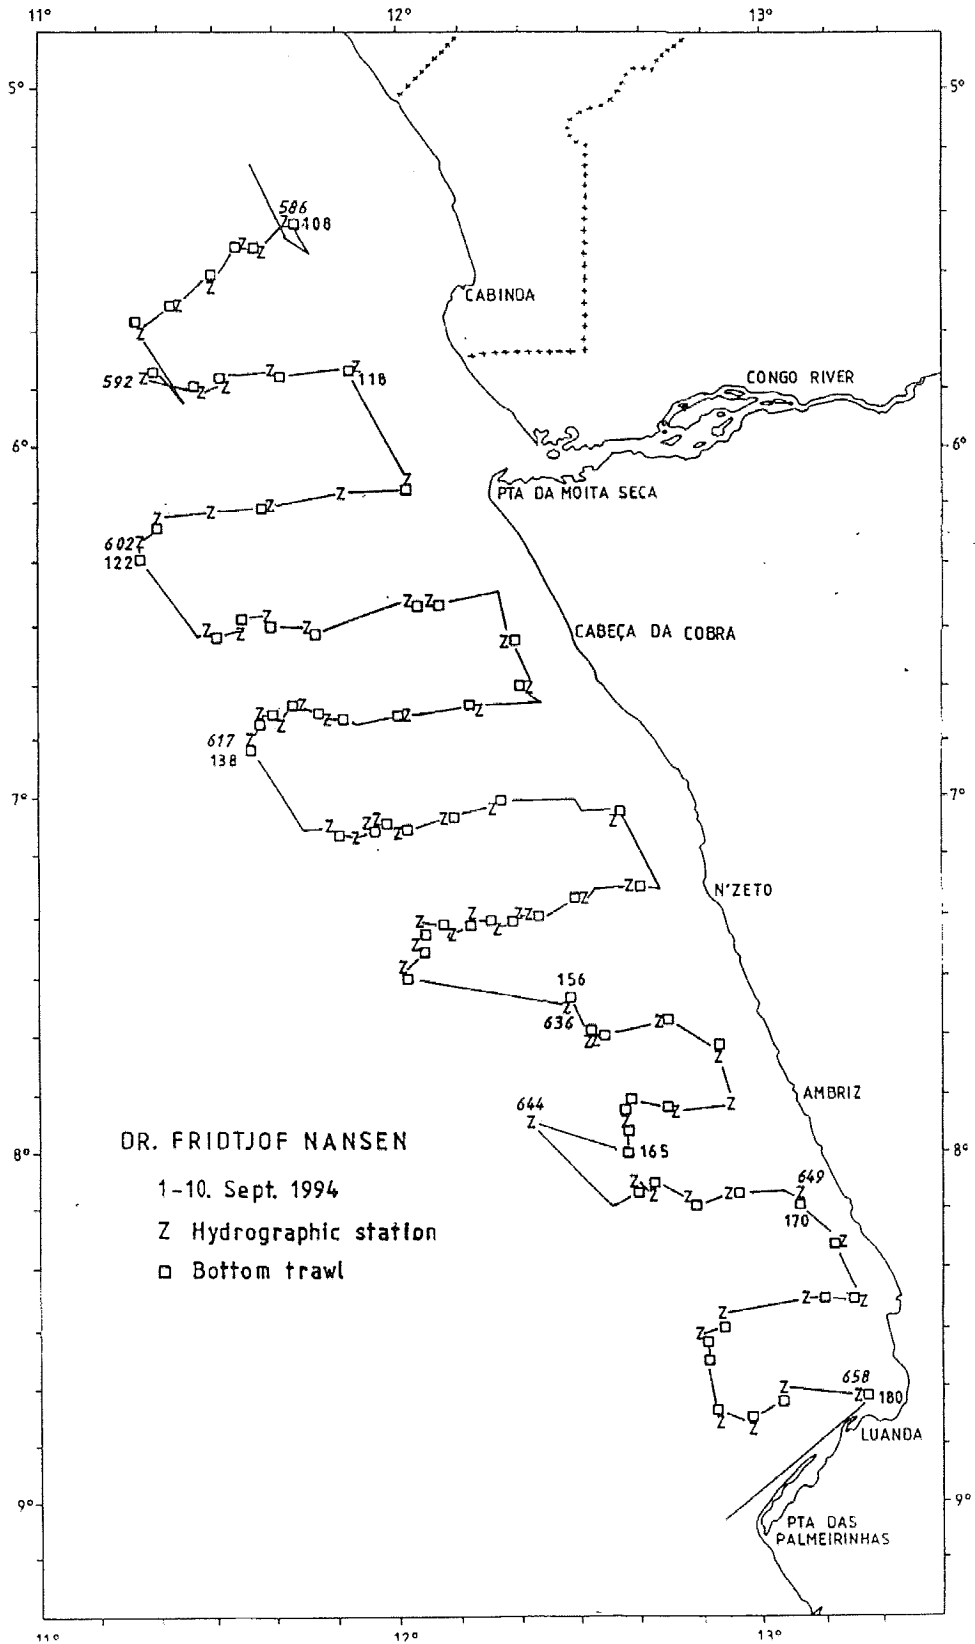 11° 12° 13°
5° 5°
586
108
CABINDA
592
118
CONGO RIVER
6° 6°
PTA DA MOITA SECA
602
122
CABEÇA DA COBRA
617
138
7° 7°
N'ZETO
156
636
AMBRIZ
644
165
8° 8°
DR. FRIDTJOF NANSEN
1-10. Sept. 1994
Z Hydrographic station
Bottom trawl
649
170
658
180
LUANDA
9° 9°
PTA DAS
PALMEIRINHAS
11° 12° 13°